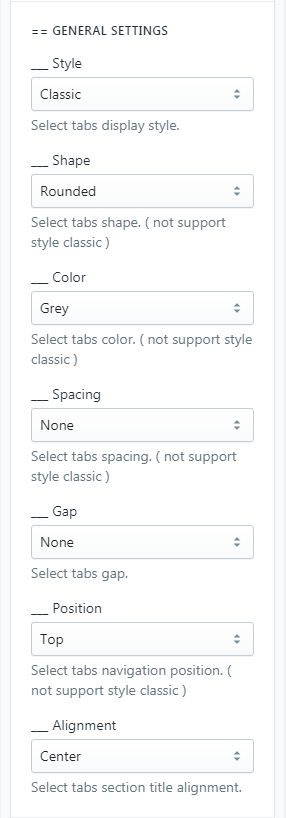 == GENERAL SETTINGS
___ Style
Classic
Select tabs display style.
___ Shape
Rounded
Select tabs shape. ( not support
style classic )
___ Color
Grey
Select tabs color. ( not support style
classic )
___ Spacing
None
Select tabs spacing. ( not support
style classic )
___ Gap
None
Select tabs gap.
___ Position
Top
Select tabs navigation position. (
not support style classic )
___ Alignment
Center
Select tabs section title alignment.